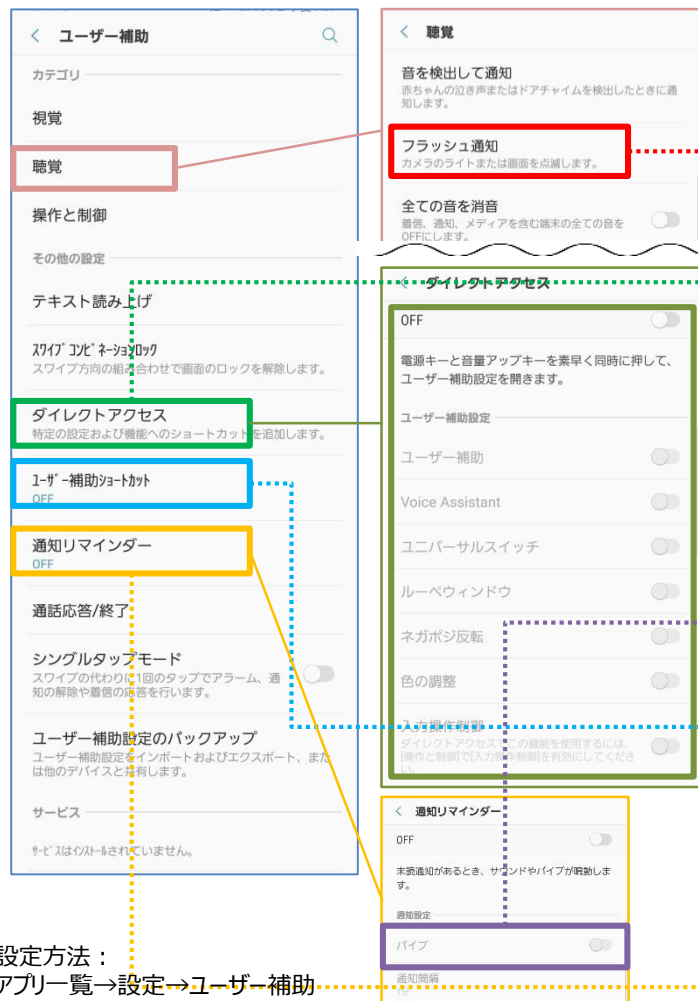 ユーザー補助
カテゴリ
視覚
聴覚
操作と制御
その他の設定
テキスト読み上げ
ｽﾜｲﾌﾟ ｺﾝﾋﾞﾈｰｼｮﾝﾛｯｸ
スワイプ方向の組み合わせで画面のロックを解除します。
ダイレクトアクセス
特定の設定および機能へのショートカットを追加します。
ﾕｰｻﾞｰ補助ｼｮｰﾄｶｯﾄ
OFF
通知リマインダー
OFF
通話応答/終了
シングルタップモード
スワイプの代わりに1回のタップでアラーム、通
知の解除や着信の応答を行います。
ユーザー補助設定のバックアップ
ユーザー補助設定をインポートおよびエクスポート、また
は他のデバイスと共有します。
サービス
ｻｰﾋﾞｽはｲﾝｽﾄｰﾙされていません。
聴覚
音を検出して通知
赤ちゃんの泣き声またはドアチャイムを検出したときに通
知します。
フラッシュ通知
カメラのライトまたは画面を点滅します。
全ての音を消音
着信、通知、メディアを含む端末の全ての音を
OFFにします。
ダイレクトアクセス
OFF
電源キーと音量アップキーを素早く同時に押して、
ユーザー補助設定を開きます。
ユーザー補助設定
ユーザー補助
Voice Assistant
ユニバーサルスイッチ
ルーペウィンドウ
ネガポジ反転
色の調整
入力操作制御
ダイレクトアクセスでこの機能を使用するには、
[操作と制御]で[入力操作制御]を有効にしてくださ
い。
通知リマインダー
OFF
未読通知があるとき、サウンドやバイブが鳴動しま
す。
通知設定
バイブ
通知間隔
設定方法：
アプリ一覧→設定→ユーザー補助